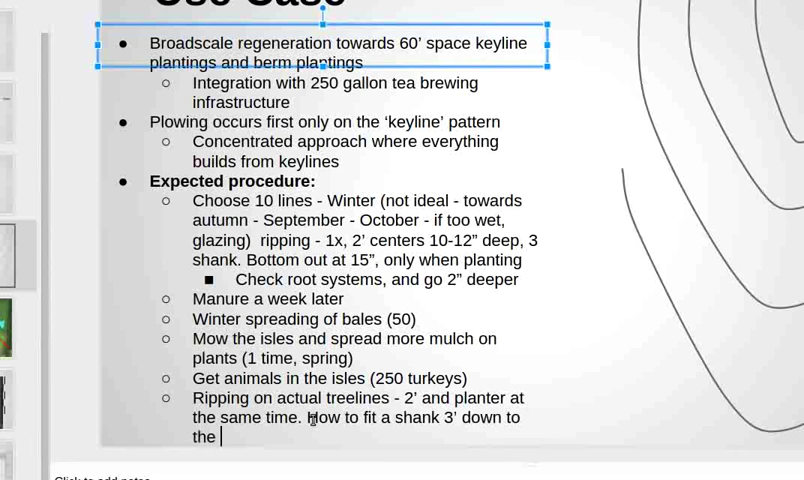 Use Case
● Broadscale regeneration towards 60’ space keyline
plantings and berm plantings
○ Integration with 250 gallon tea brewing
infrastructure
● Plowing occurs first only on the ‘keyline’ pattern
○ Concentrated approach where everything
builds from keylines
● Expected procedure:
○ Choose 10 lines - Winter (not ideal - towards
autumn - September - October - if too wet,
glazing)  ripping - 1x, 2’ centers 10-12” deep, 3
shank. Bottom out at 15”, only when planting
■ Check root systems, and go 2” deeper
○ Manure a week later
○ Winter spreading of bales (50)
○ Mow the isles and spread more mulch on
plants (1 time, spring)
○ Get animals in the isles (250 turkeys)
○ Ripping on actual treelines - 2’ and planter at
the same time. How to fit a shank 3’ down to
the
Click to add notes